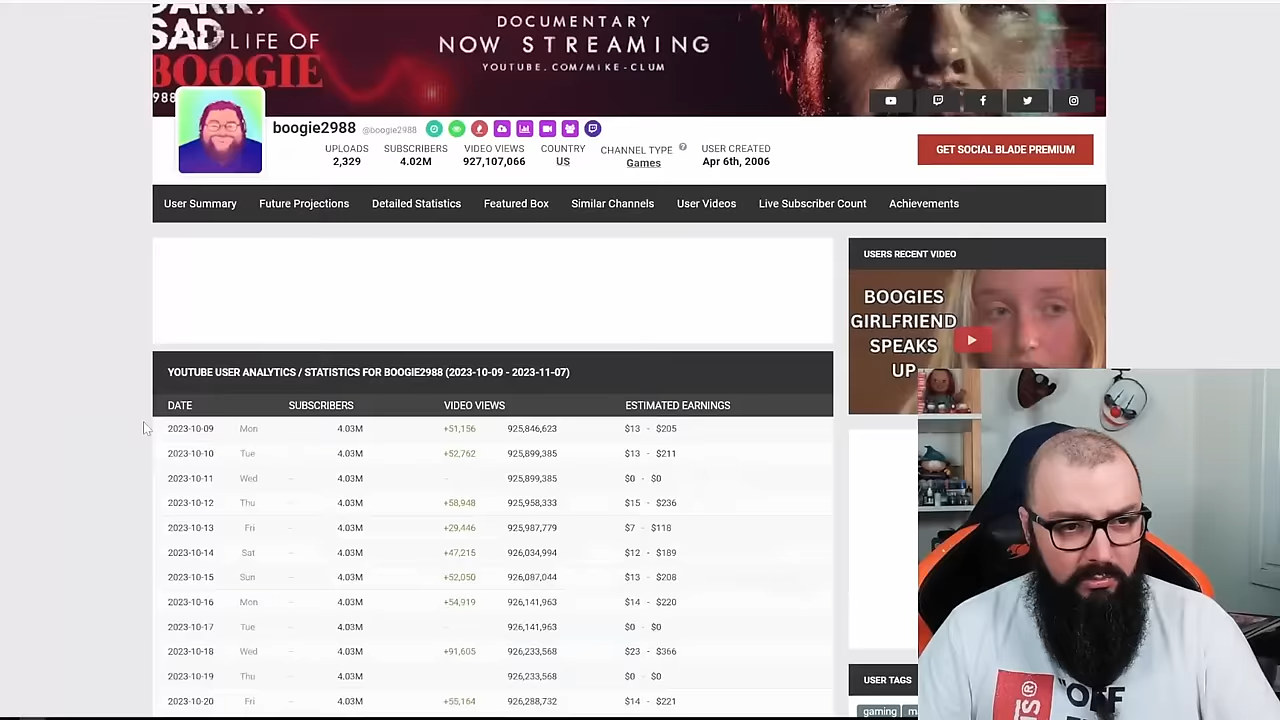 DARK,
SAD LIFE OF
BOOGIE
988
DOCUMENTARY
NOW STREAMING
YOUTUBE.COM/MIKE-CLUM
boogie2988 @boogie2988
UPLOADS SUBSCRIBERS VIDEO VIEWS COUNTRY CHANNEL TYPE USER CREATED
2,329 4.02M 927,107,066 US Games Apr 6th, 2006
GET SOCIAL BLADE PREMIUM
User Summary Future Projections Detailed Statistics Featured Box Similar Channels User Videos Live Subscriber Count Achievements
USERS RECENT VIDEO
BOOGIES
GIRLFRIEND
SPEAKS
UP
YOUTUBE USER ANALYTICS / STATISTICS FOR BOOGIE2988 (2023-10-09 - 2023-11-07)
DATE SUBSCRIBERS VIDEO VIEWS ESTIMATED EARNINGS
2023-10-09 Mon -- 4.03M +51,156 925,846,623 $13 - $205
2023-10-10 Tue -- 4.03M +52,762 925,899,385 $13 - $211
2023-10-11 Wed -- 4.03M -- 925,899,385 $0 - $0
2023-10-12 Thu -- 4.03M +58,948 925,958,333 $15 - $236
2023-10-13 Fri -- 4.03M +29,446 925,987,779 $7 - $118
2023-10-14 Sat -- 4.03M +47,215 926,034,994 $12 - $189
2023-10-15 Sun -- 4.03M +52,050 926,087,044 $13 - $208
2023-10-16 Mon -- 4.03M +54,919 926,141,963 $14 - $220
2023-10-17 Tue -- 4.03M -- 926,141,963 $0 - $0
2023-10-18 Wed -- 4.03M +91,605 926,233,568 $23 - $366
2023-10-19 Thu -- 4.03M -- 926,233,568 $0 - $0
2023-10-20 Fri -- 4.03M +55,164 926,288,732 $14 - $221
USER TAGS
gaming
"OFF